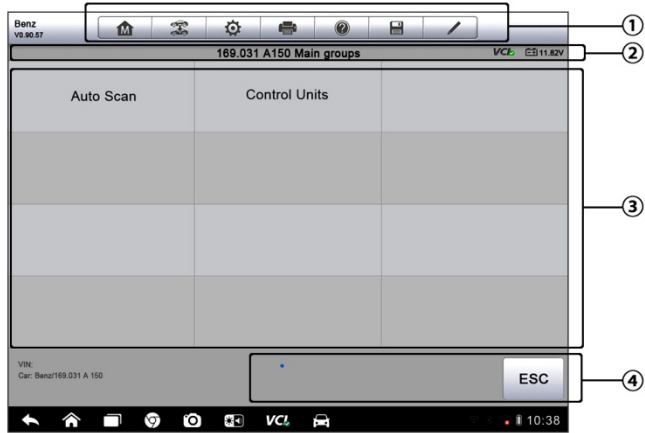 Benz
V0.90.57
169.031 A150 Main groups
VCI 11.82V
Auto Scan
Control Units
VIN:
Car: Benz/169.031 A 150
ESC
VCI
10:38
①
②
③
④